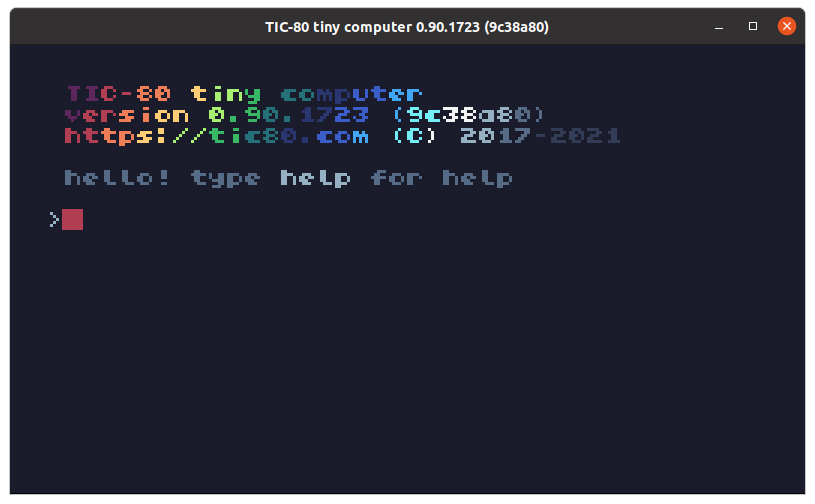 TIC-80 tiny computer 0.90.1723 (9c38a80)
TIC-80 tiny computer
version 0.90.1723 (9c38a80)
https://tic80.com (C) 2017-2021
hello! type help for help
>